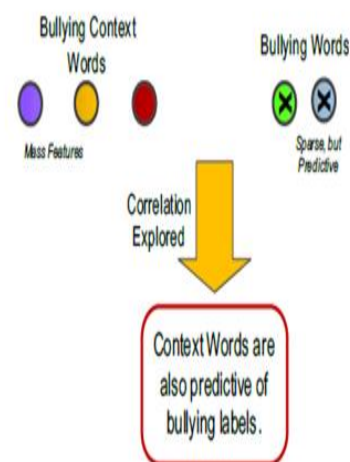 Bullying Context
Words
Bullying Words
Mass Features
Sparse, but
Predictive
Correlation
Explored
Context Words are
also predictive of
bullying labels.